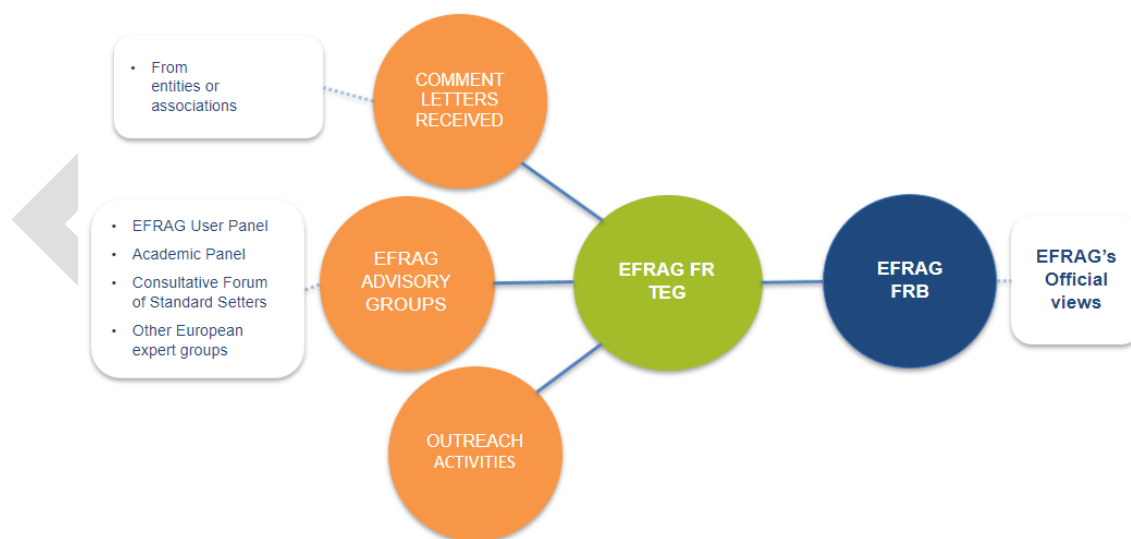 • From
entities or
associations
COMMENT
LETTERS
RECEIVED
• EFRAG User Panel
• Academic Panel
• Consultative Forum
of Standard Setters
• Other European
expert groups
EFRAG
ADVISORY
GROUPS
OUTREACH
ACTIVITIES
EFRAG FR
TEG
EFRAG
FRB
EFRAG’s
Official
views